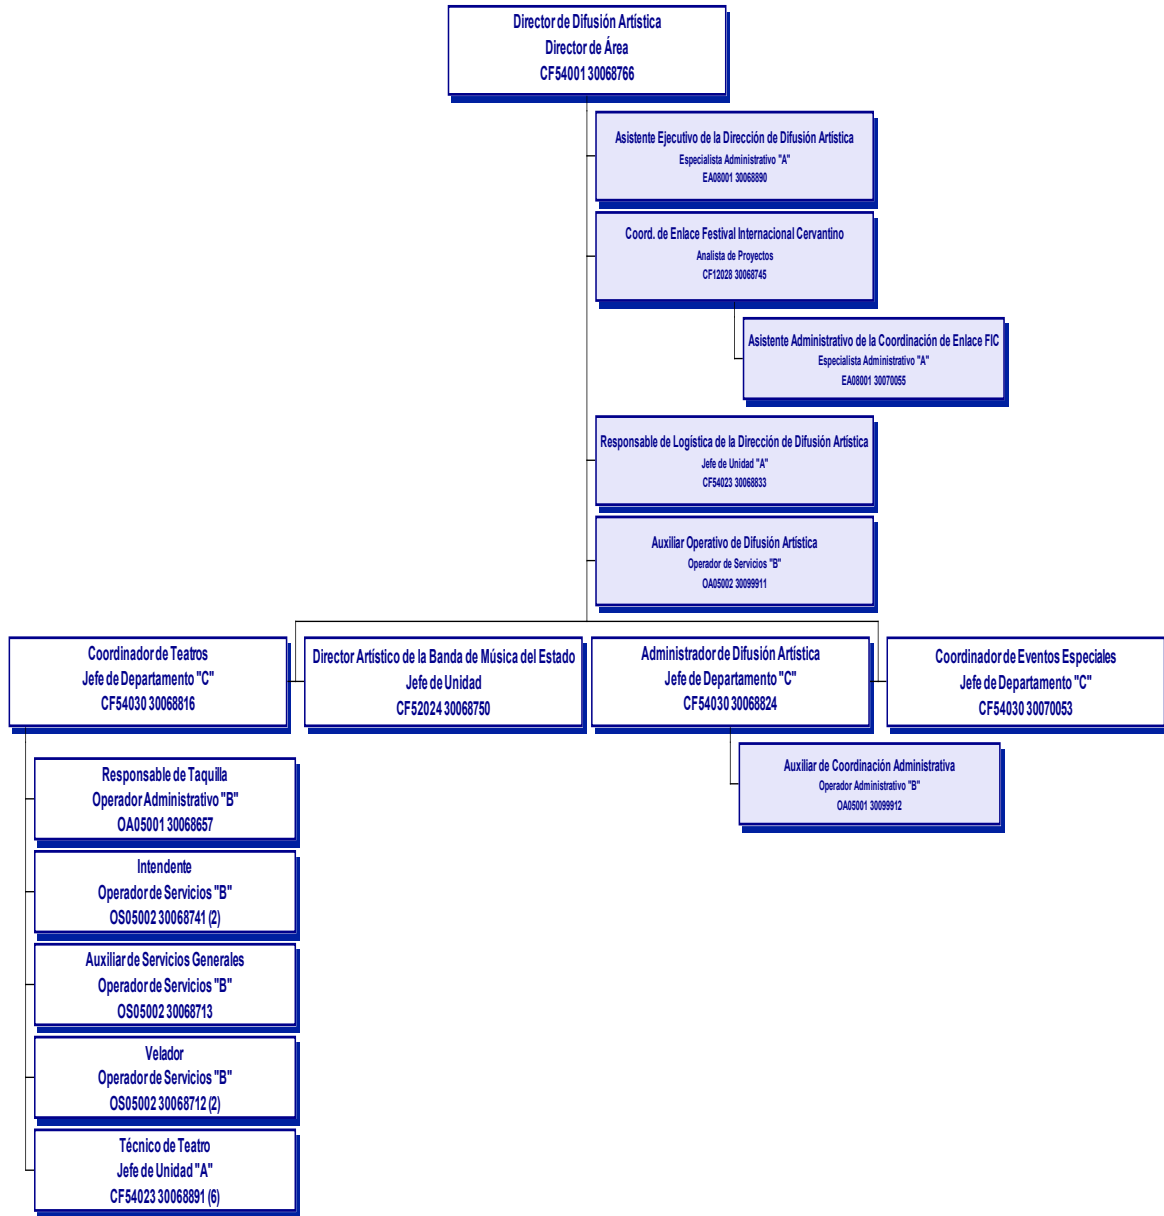 Director de Difusión Artística
Director de Área
CF54001 30068766
Asistente Ejecutivo de la Dirección de Difusión Artística
Especialista Administrativo "A"
EA08001 30068890
Coord. de Enlace Festival Internacional Cervantino
Analista de Proyectos
CF12028 30068745
Asistente Administrativo de la Coordinación de Enlace FIC
Especialista Administrativo "A"
EA08001 30070055
Responsable de Logística de la Dirección de Difusión Artística
Jefe de Unidad "A"
CF54023 30068833
Auxiliar Operativo de Difusión Artística
Operador de Servicios "B"
OA05002 30099911
Coordinador de Teatros
Jefe de Departamento "C"
CF54030 30068816
Director Artístico de la Banda de Música del Estado
Jefe de Unidad
CF52024 30068750
Administrador de Difusión Artística
Jefe de Departamento "C"
CF54030 30068824
Coordinador de Eventos Especiales
Jefe de Departamento "C"
CF54030 30070053
Auxiliar de Coordinación Administrativa
Operador Administrativo "B"
OA05001 30099912
Responsable de Taquilla
Operador Administrativo "B"
OA05001 30068657
Intendente
Operador de Servicios "B"
OS05002 30068741 (2)
Auxiliar de Servicios Generales
Operador de Servicios "B"
OS05002 30068713
Velador
Operador de Servicios "B"
OS05002 30068712 (2)
Técnico de Teatro
Jefe de Unidad "A"
CF54023 30068891 (6)